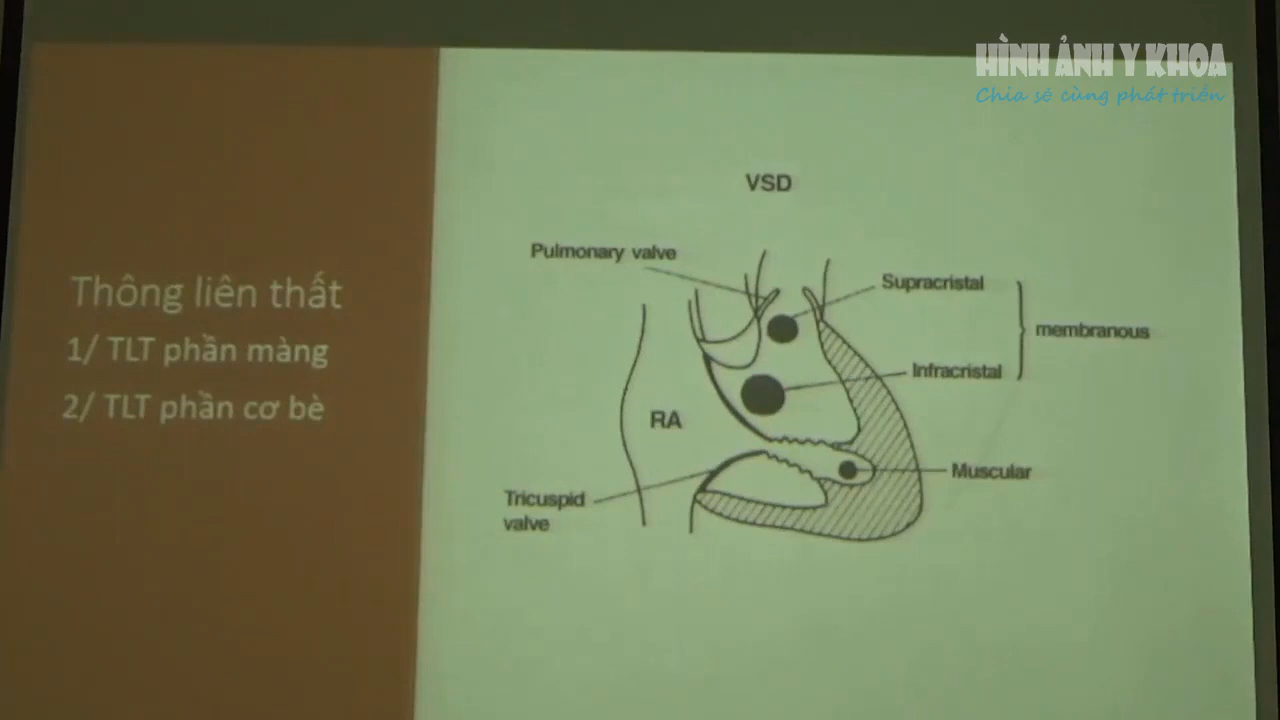 HÌNH ẢNH Y KHOA
Chia sẻ cùng phát triển
Thông liên thất
1/ TLT phần màng
2/ TLT phần cơ bè
VSD
Pulmonary valve
Supracristal
membranous
Infracristal
RA
Muscular
Tricuspid
valve